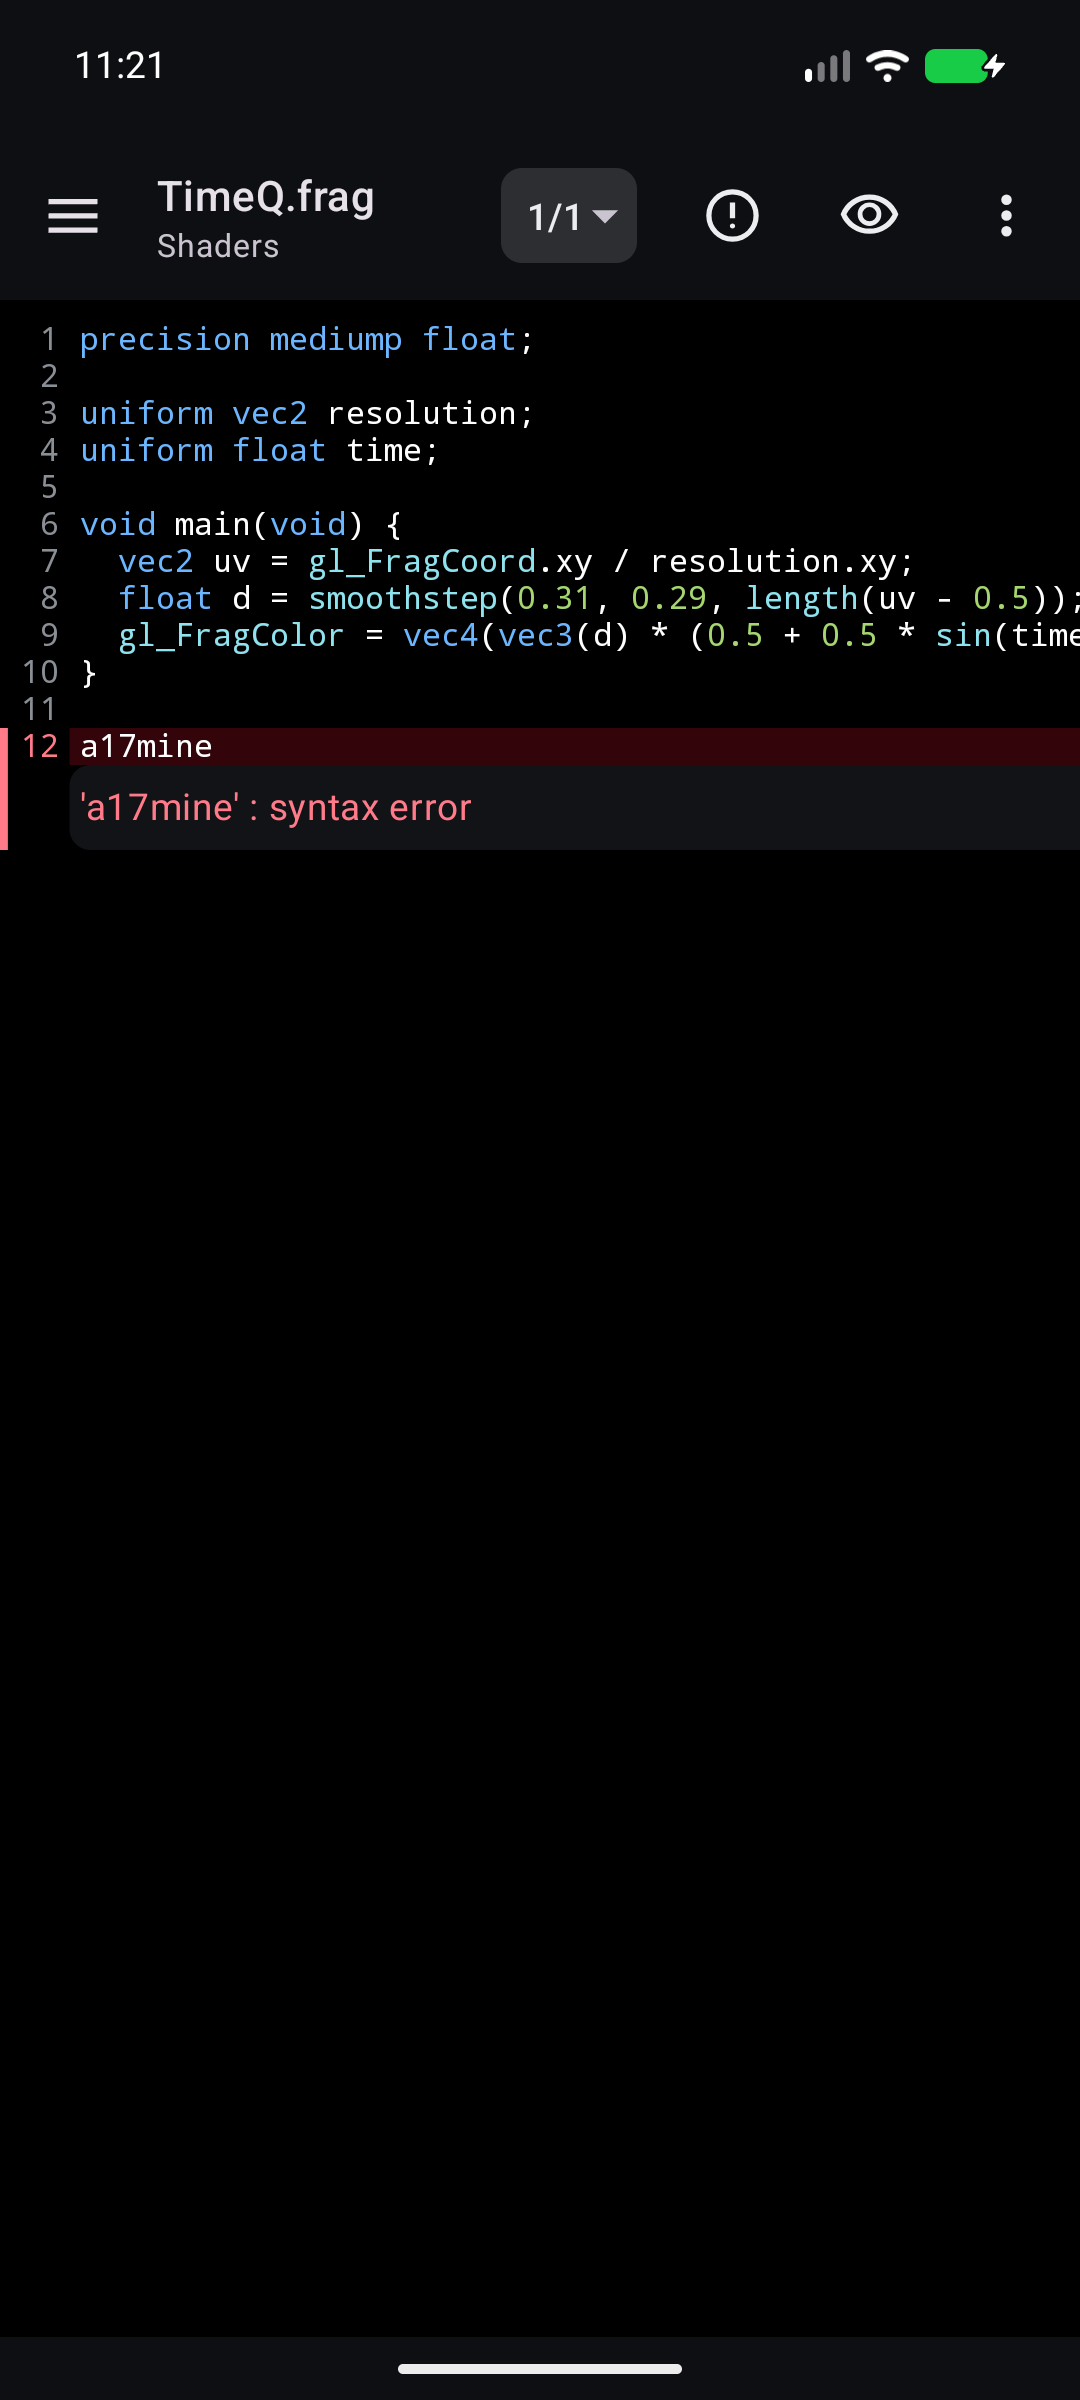 11:21
TimeQ.frag
Shaders
1/1
1 precision mediump float;
2
3 uniform vec2 resolution;
4 uniform float time;
5
6 void main(void) {
7   vec2 uv = gl_FragCoord.xy / resolution.xy;
8   float d = smoothstep(0.31, 0.29, length(uv - 0.5));
9   gl_FragColor = vec4(vec3(d) * (0.5 + 0.5 * sin(time
10 }
11
12 a17mine
'a17mine' : syntax error